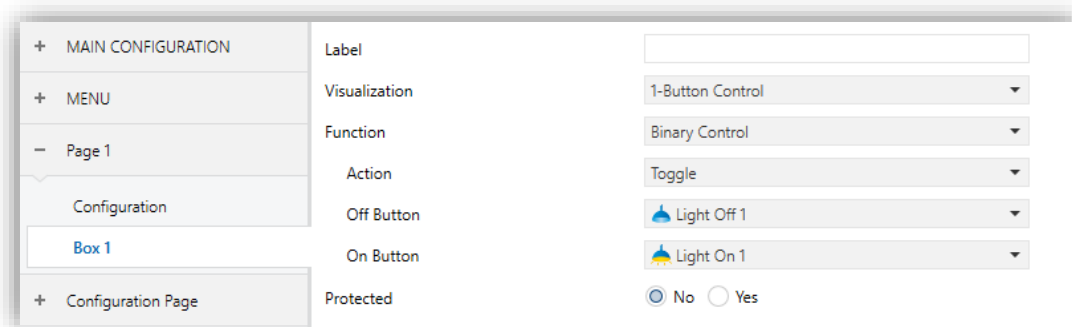 MAIN CONFIGURATION
MENU
Page 1
Configuration
Box 1
Configuration Page
Label
Visualization 1-Button Control
Function Binary Control
Action Toggle
Off Button Light Off 1
On Button Light On 1
Protected No Yes